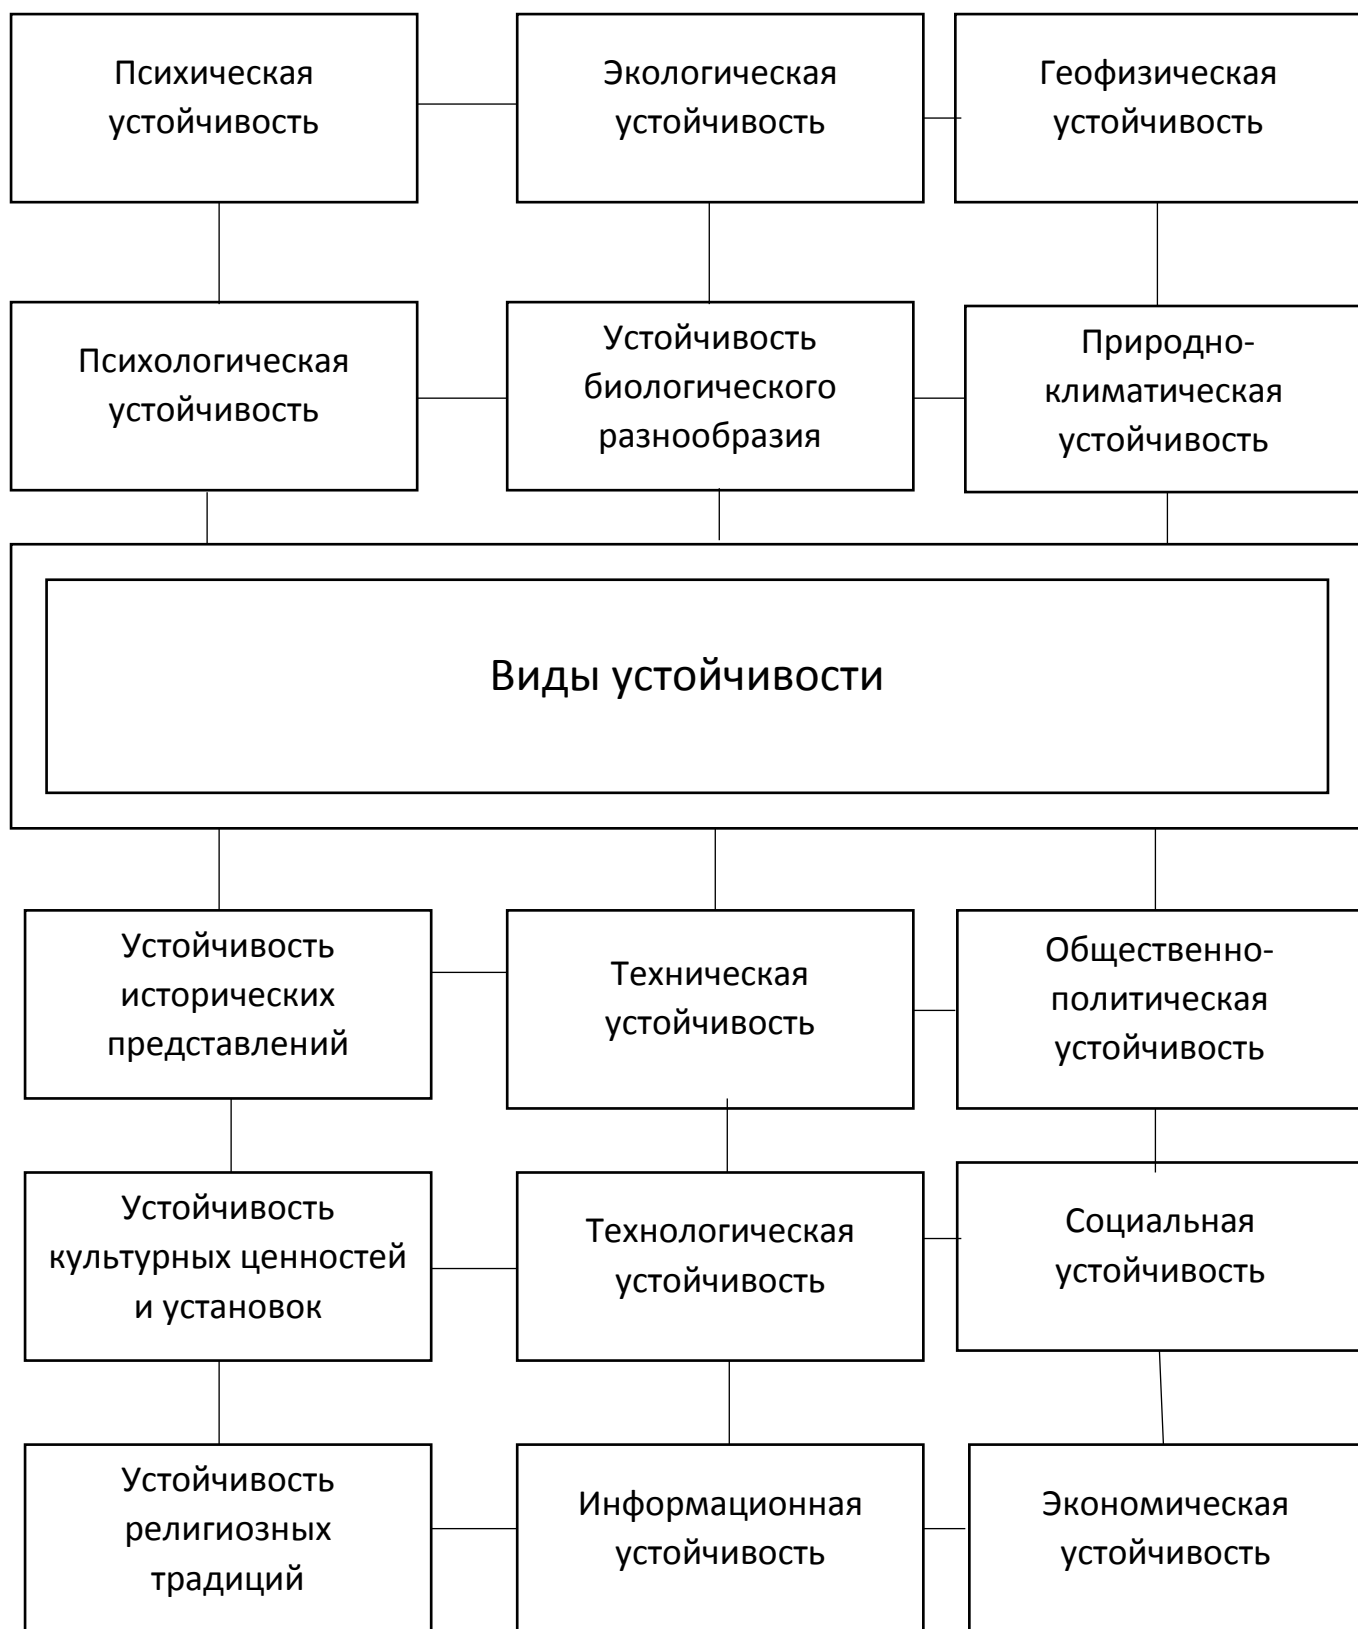 Психическая
устойчивость
Экологическая
устойчивость
Геофизическая
устойчивость
Психологическая
устойчивость
Устойчивость
биологического
разнообразия
Природно-
климатическая
устойчивость
Виды устойчивости
Устойчивость
исторических
представлений
Техническая
устойчивость
Общественно-
политическая
устойчивость
Устойчивость
культурных ценностей
и установок
Технологическая
устойчивость
Социальная
устойчивость
Устойчивость
религиозных
традиций
Информационная
устойчивость
Экономическая
устойчивость